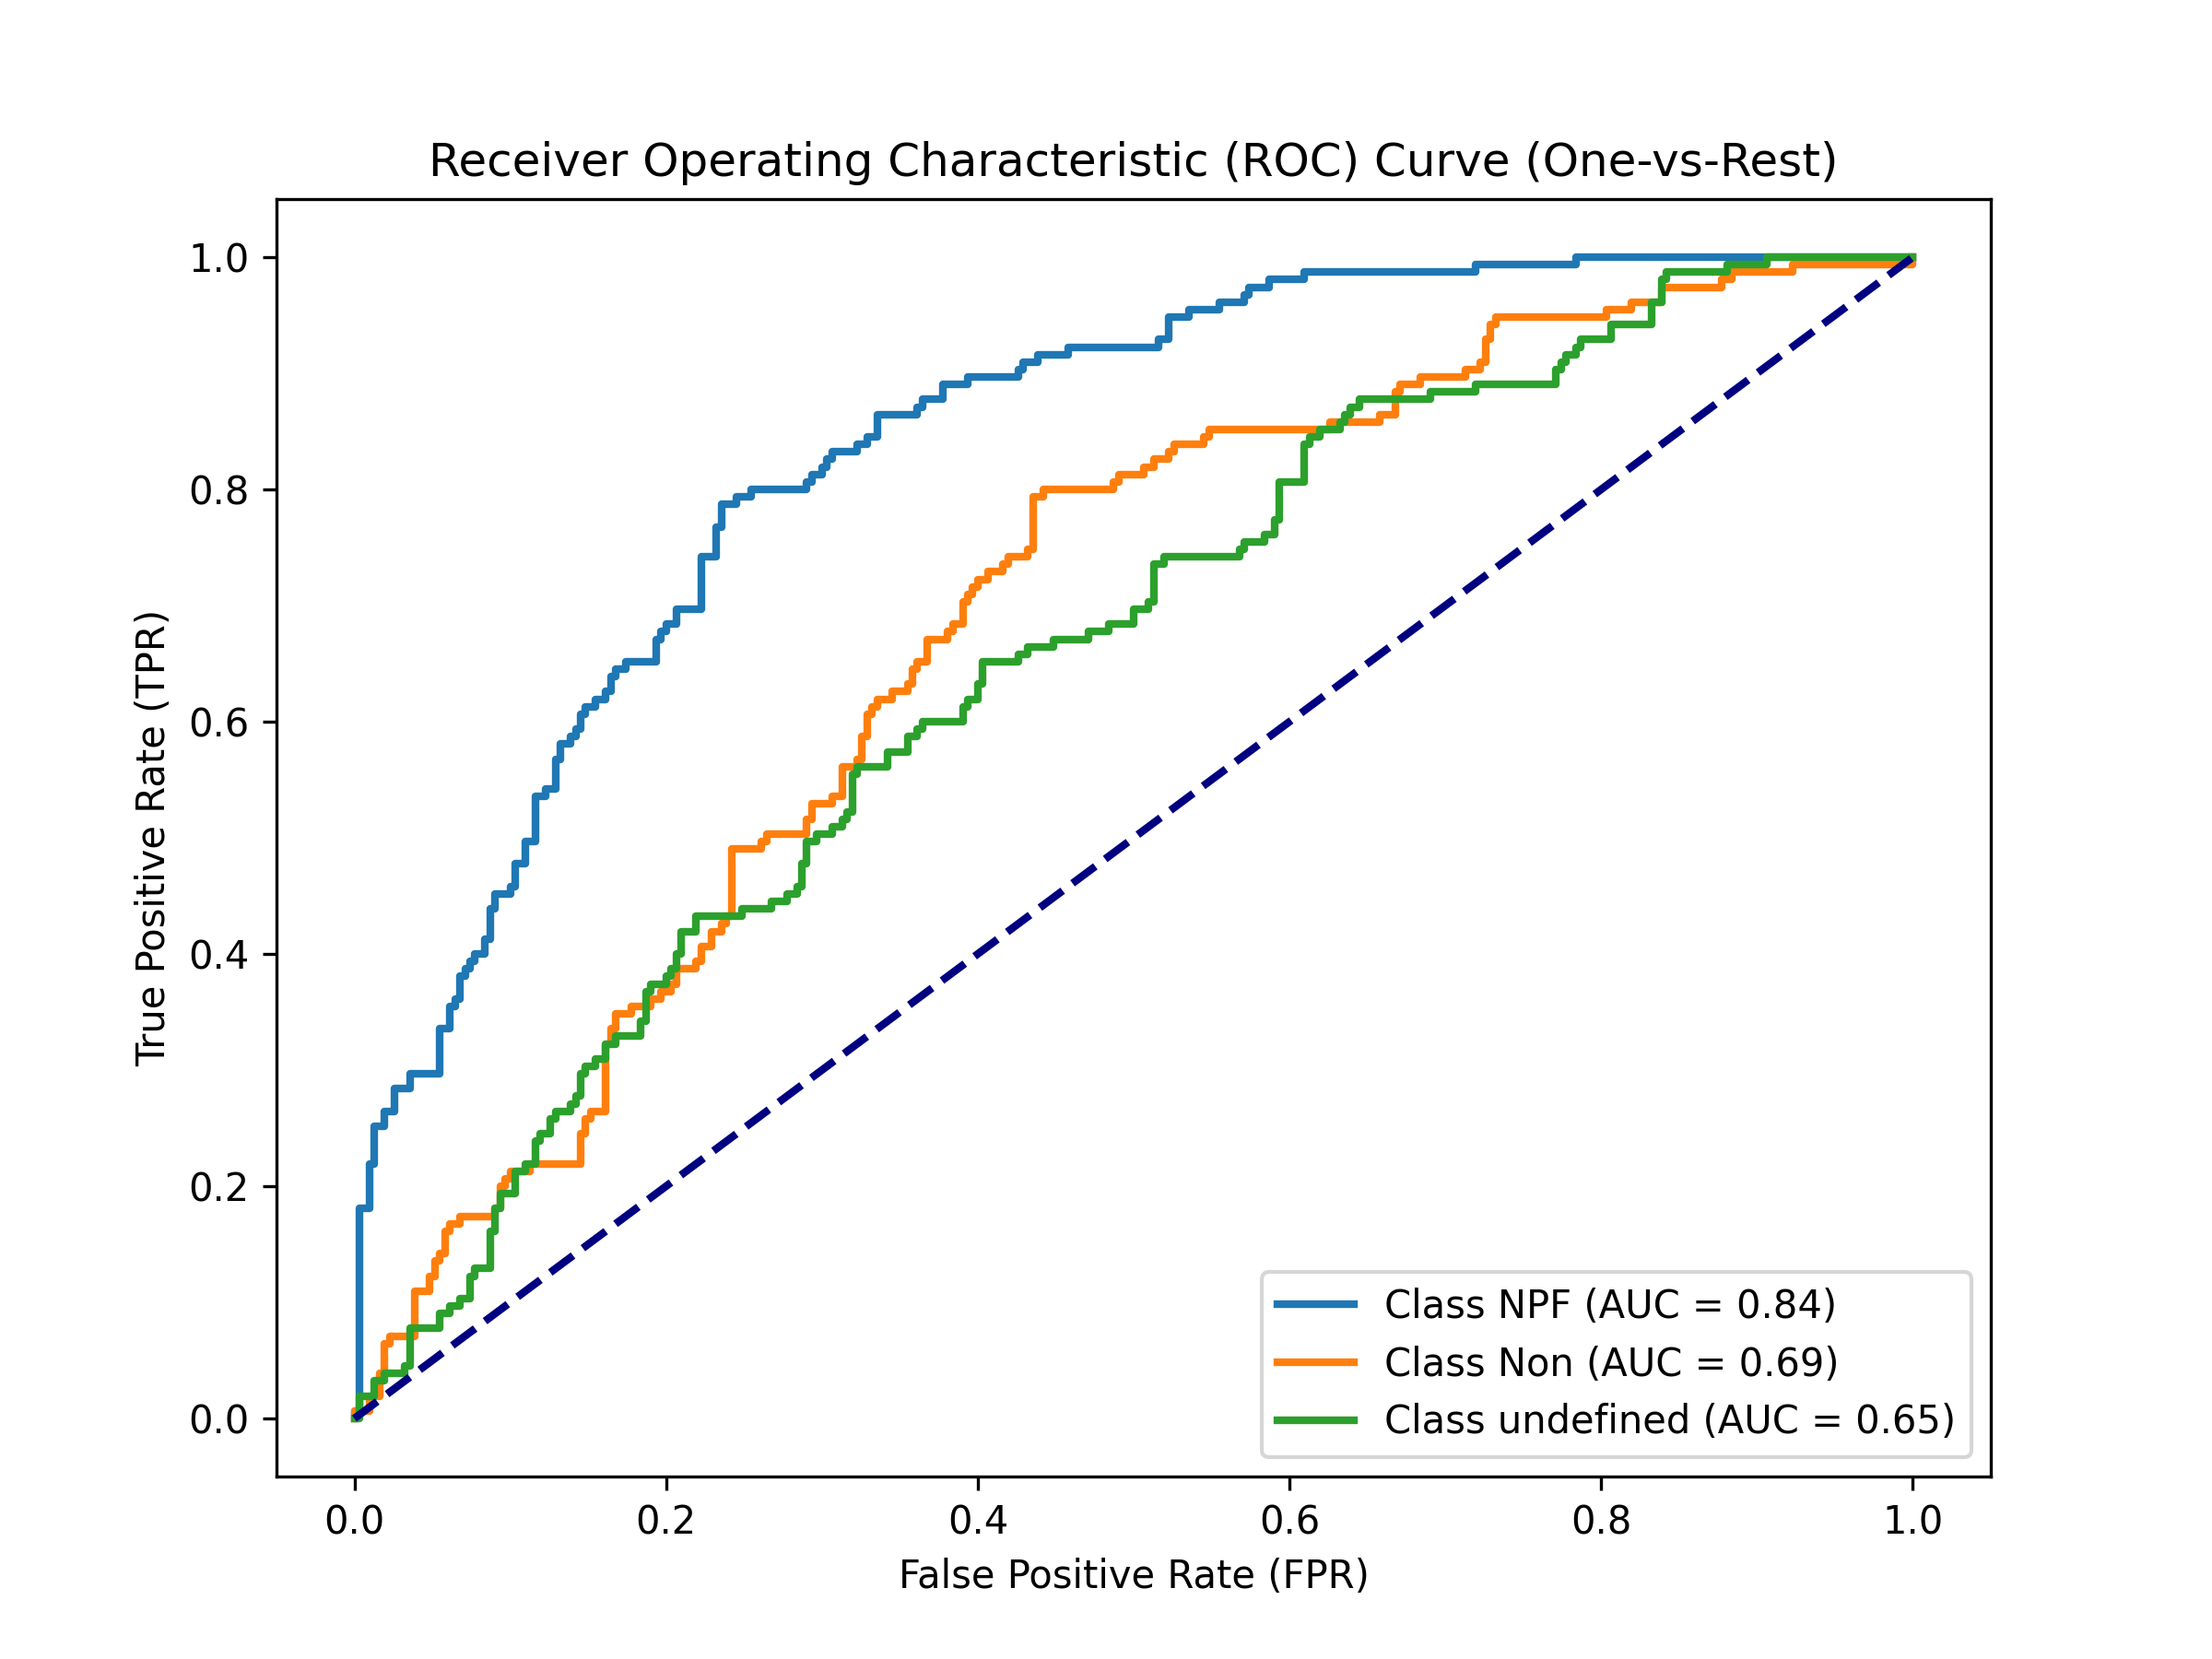 Receiver Operating Characteristic (ROC) Curve (One-vs-Rest)
True Positive Rate (TPR)
1.0
0.8
0.6
0.4
0.2
0.0
Class NPF (AUC = 0.84)
Class Non (AUC = 0.69)
Class undefined (AUC = 0.65)
0.0 0.2 0.4 0.6 0.8 1.0
False Positive Rate (FPR)